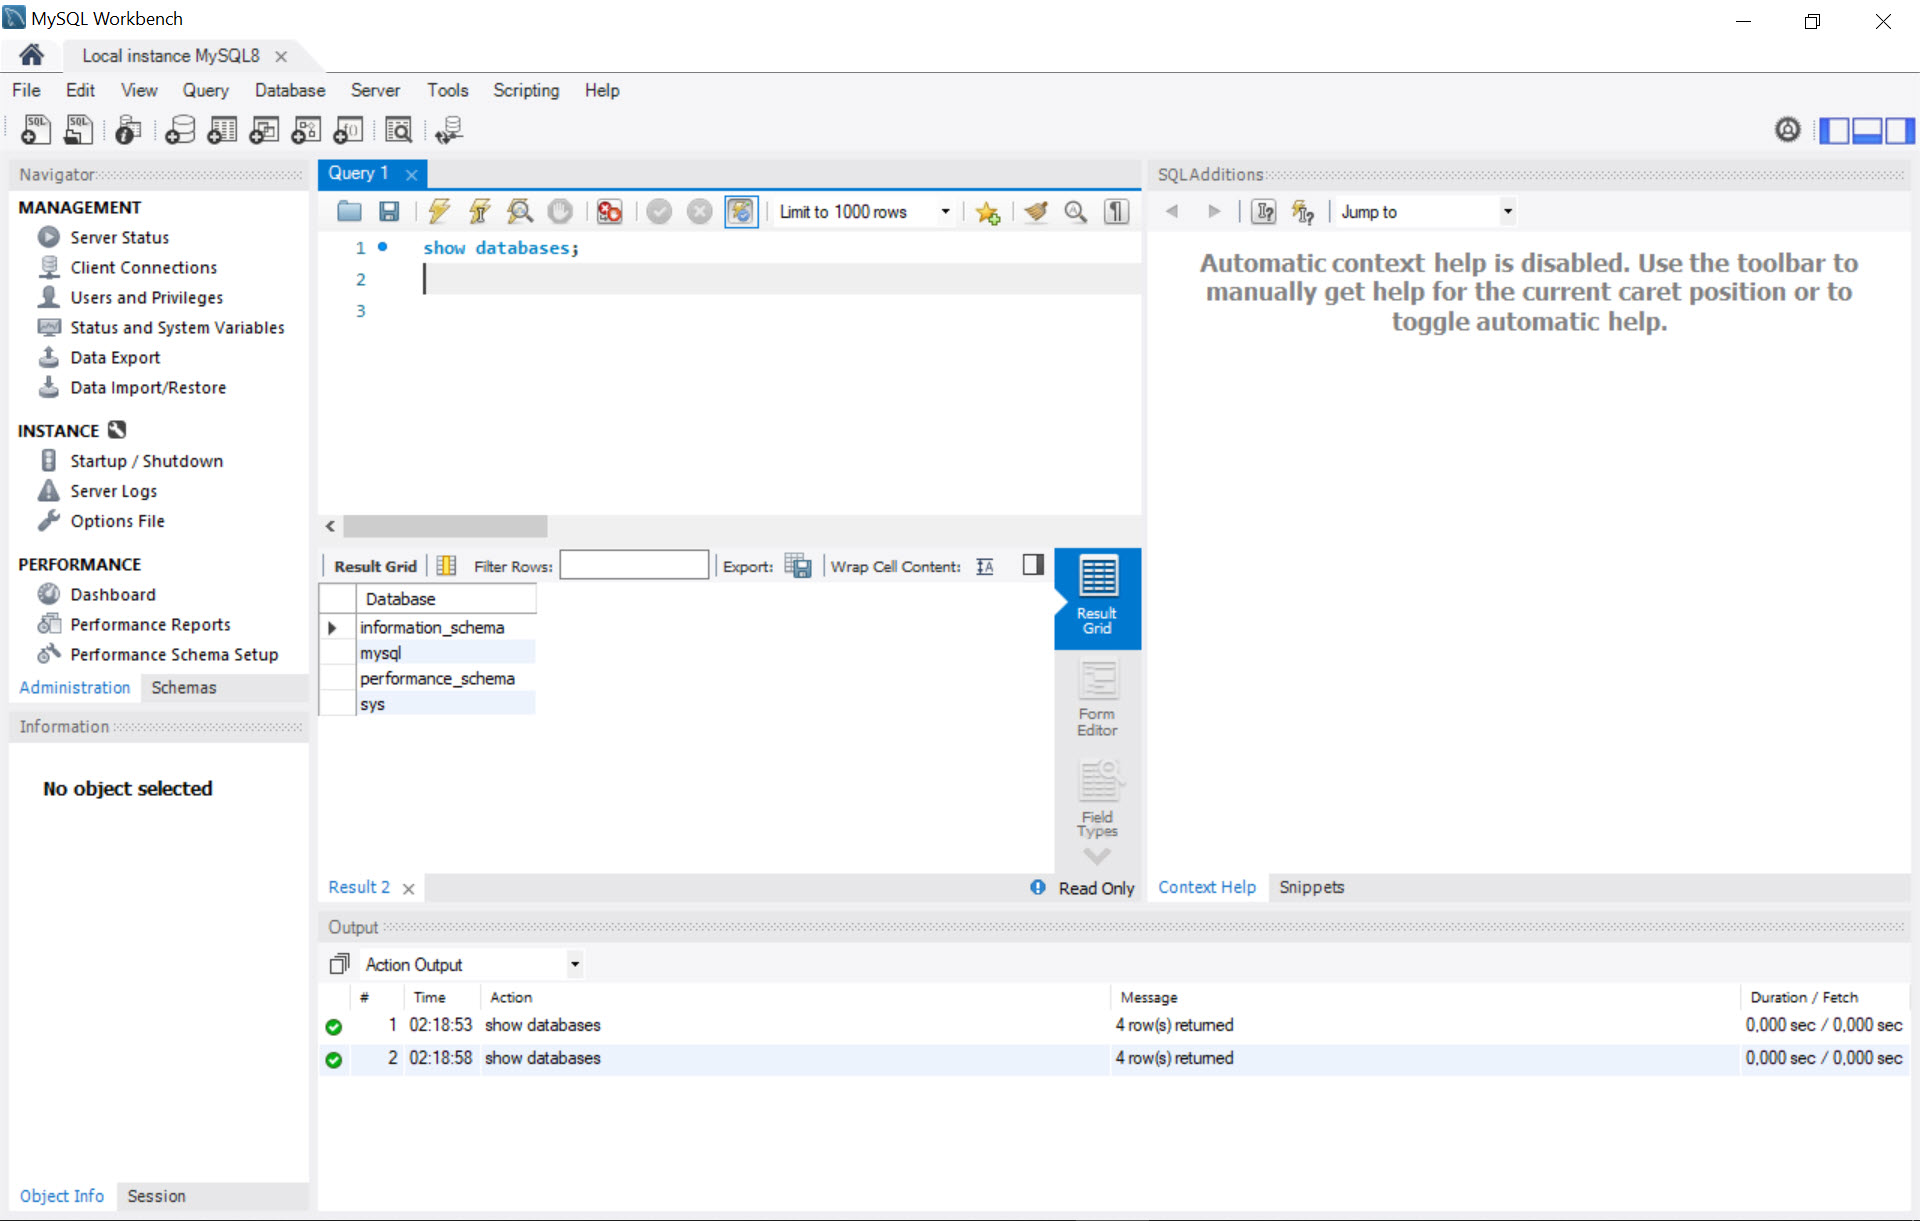 MySQL Workbench
Local instance MySQL8
File Edit View Query Database Server Tools Scripting Help
SQL SQL
Navigator
MANAGEMENT
Server Status
Client Connections
Users and Privileges
Status and System Variables
Data Export
Data Import/Restore
INSTANCE
Startup / Shutdown
Server Logs
Options File
PERFORMANCE
Dashboard
Performance Reports
Performance Schema Setup
Administration Schemas
Information
No object selected
Object Info Session
Query 1
Limit to 1000 rows
1 show databases;
2
3
Result Grid Filter Rows: Export: Wrap Cell Content:
Database
information_schema
mysql
performance_schema
sys
Result
Grid
Form
Editor
Field
Types
Result 2 Read Only
SQLAdditions
Jump to
Automatic context help is disabled. Use the toolbar to
manually get help for the current caret position or to
toggle automatic help.
Context Help Snippets
Output
Action Output
# Time Action Message Duration / Fetch
1 02:18:53 show databases 4 row(s) returned 0,000 sec / 0,000 sec
2 02:18:58 show databases 4 row(s) returned 0,000 sec / 0,000 sec